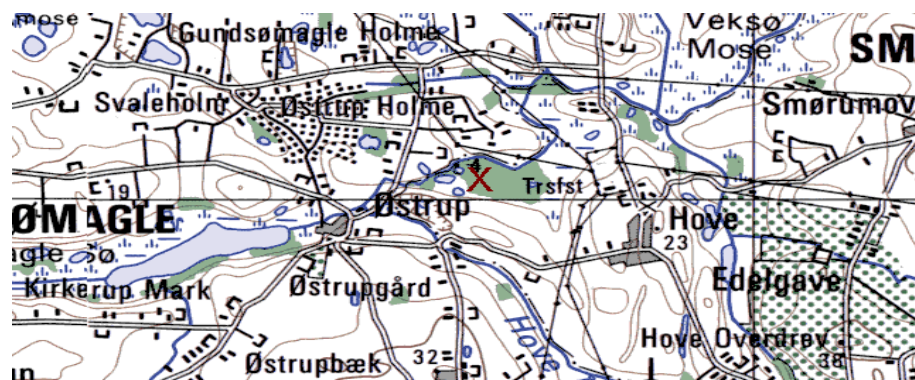 mose
Gundsømagle Holme
Veksø
Mose
SM
Svaleholm
Østrup Holme
Smørumov
4
X
Trsfst
19
ØMAGLE
Østrup
Hove
23
agle Sø
Kirkerup Mark
Østrupgård
Edelgave
Hove
Hove Overdrev
38
Østrupbæk
32